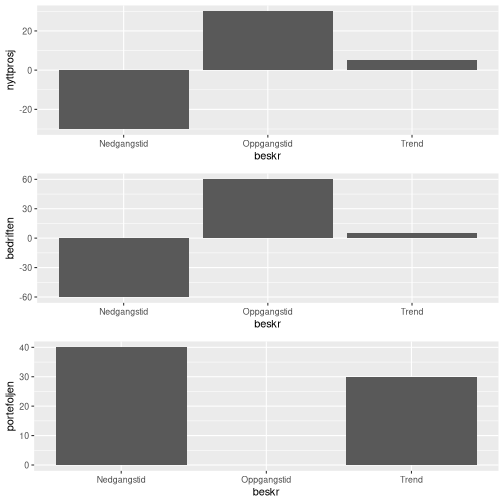 nyttprosj
20
0
-20
Nedgangstid Oppgangstid Trend
beskr
bedriften
60
30
0
-30
-60
Nedgangstid Oppgangstid Trend
beskr
portefoljen
40
30
20
10
0
Nedgangstid Oppgangstid Trend
beskr